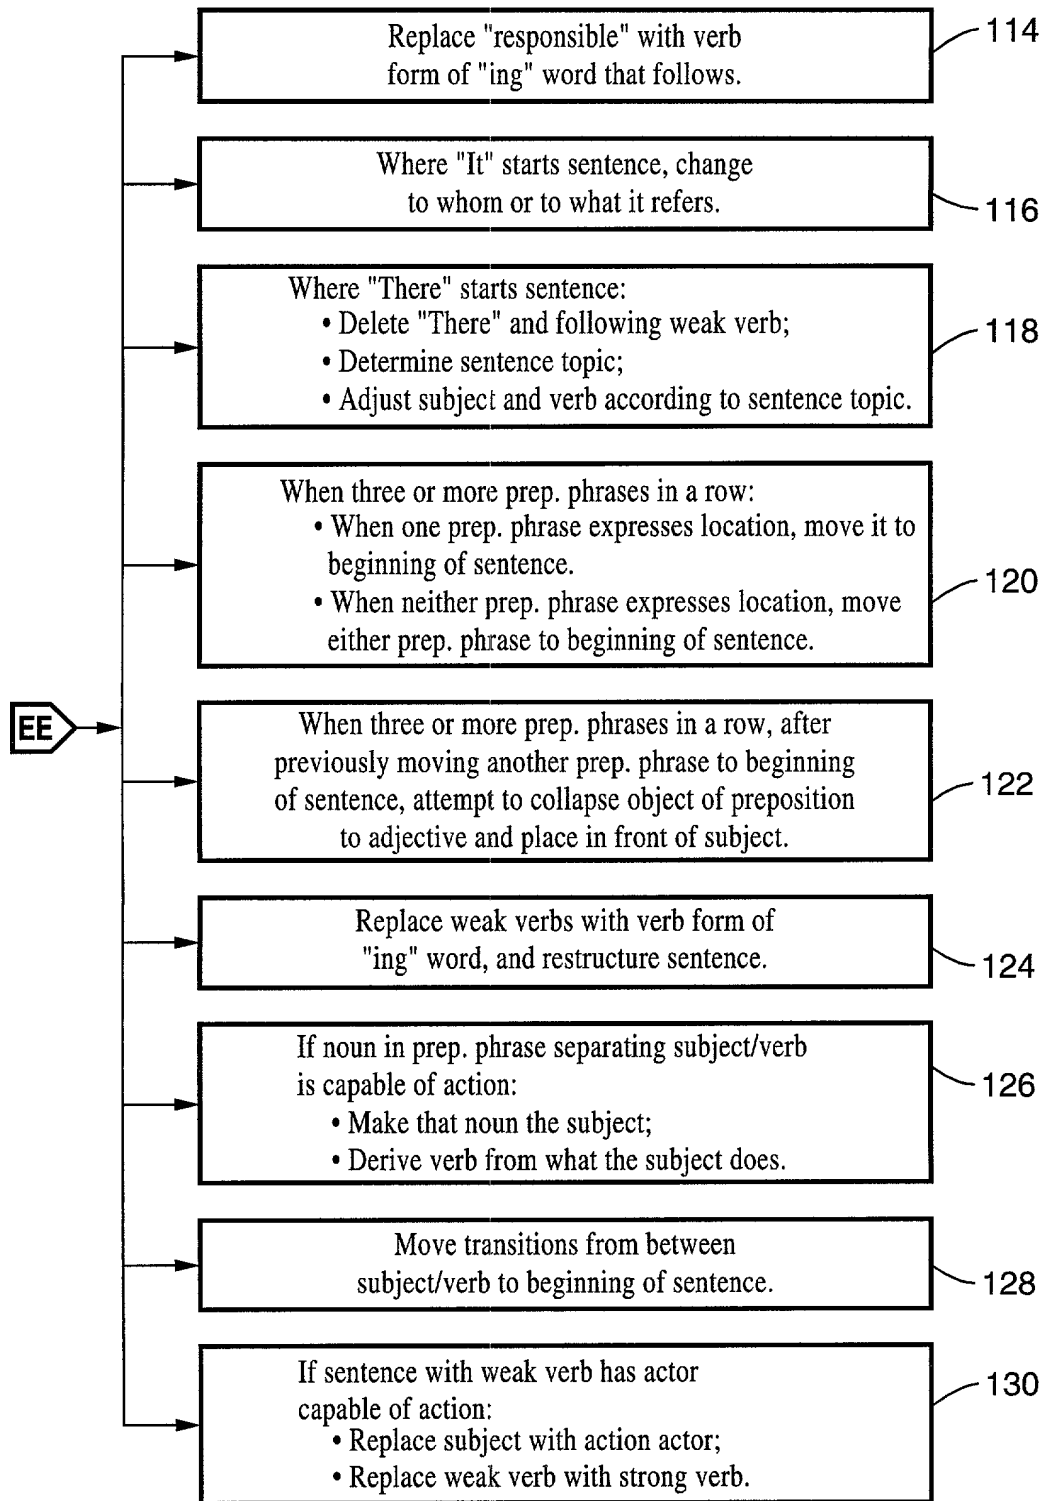 Replace "responsible" with verb
form of "ing" word that follows.
114
Where "It" starts sentence, change
to whom or to what it refers.
116
Where "There" starts sentence:
• Delete "There" and following weak verb;
• Determine sentence topic;
• Adjust subject and verb according to sentence topic.
118
When three or more prep. phrases in a row:
• When one prep. phrase expresses location, move it to
beginning of sentence.
• When neither prep. phrase expresses location, move
either prep. phrase to beginning of sentence.
120
EE
When three or more prep. phrases in a row, after
previously moving another prep. phrase to beginning
of sentence, attempt to collapse object of preposition
to adjective and place in front of subject.
122
Replace weak verbs with verb form of
"ing" word, and restructure sentence.
124
If noun in prep. phrase separating subject/verb
is capable of action:
• Make that noun the subject;
• Derive verb from what the subject does.
126
Move transitions from between
subject/verb to beginning of sentence.
128
If sentence with weak verb has actor
capable of action:
• Replace subject with action actor;
• Replace weak verb with strong verb.
130